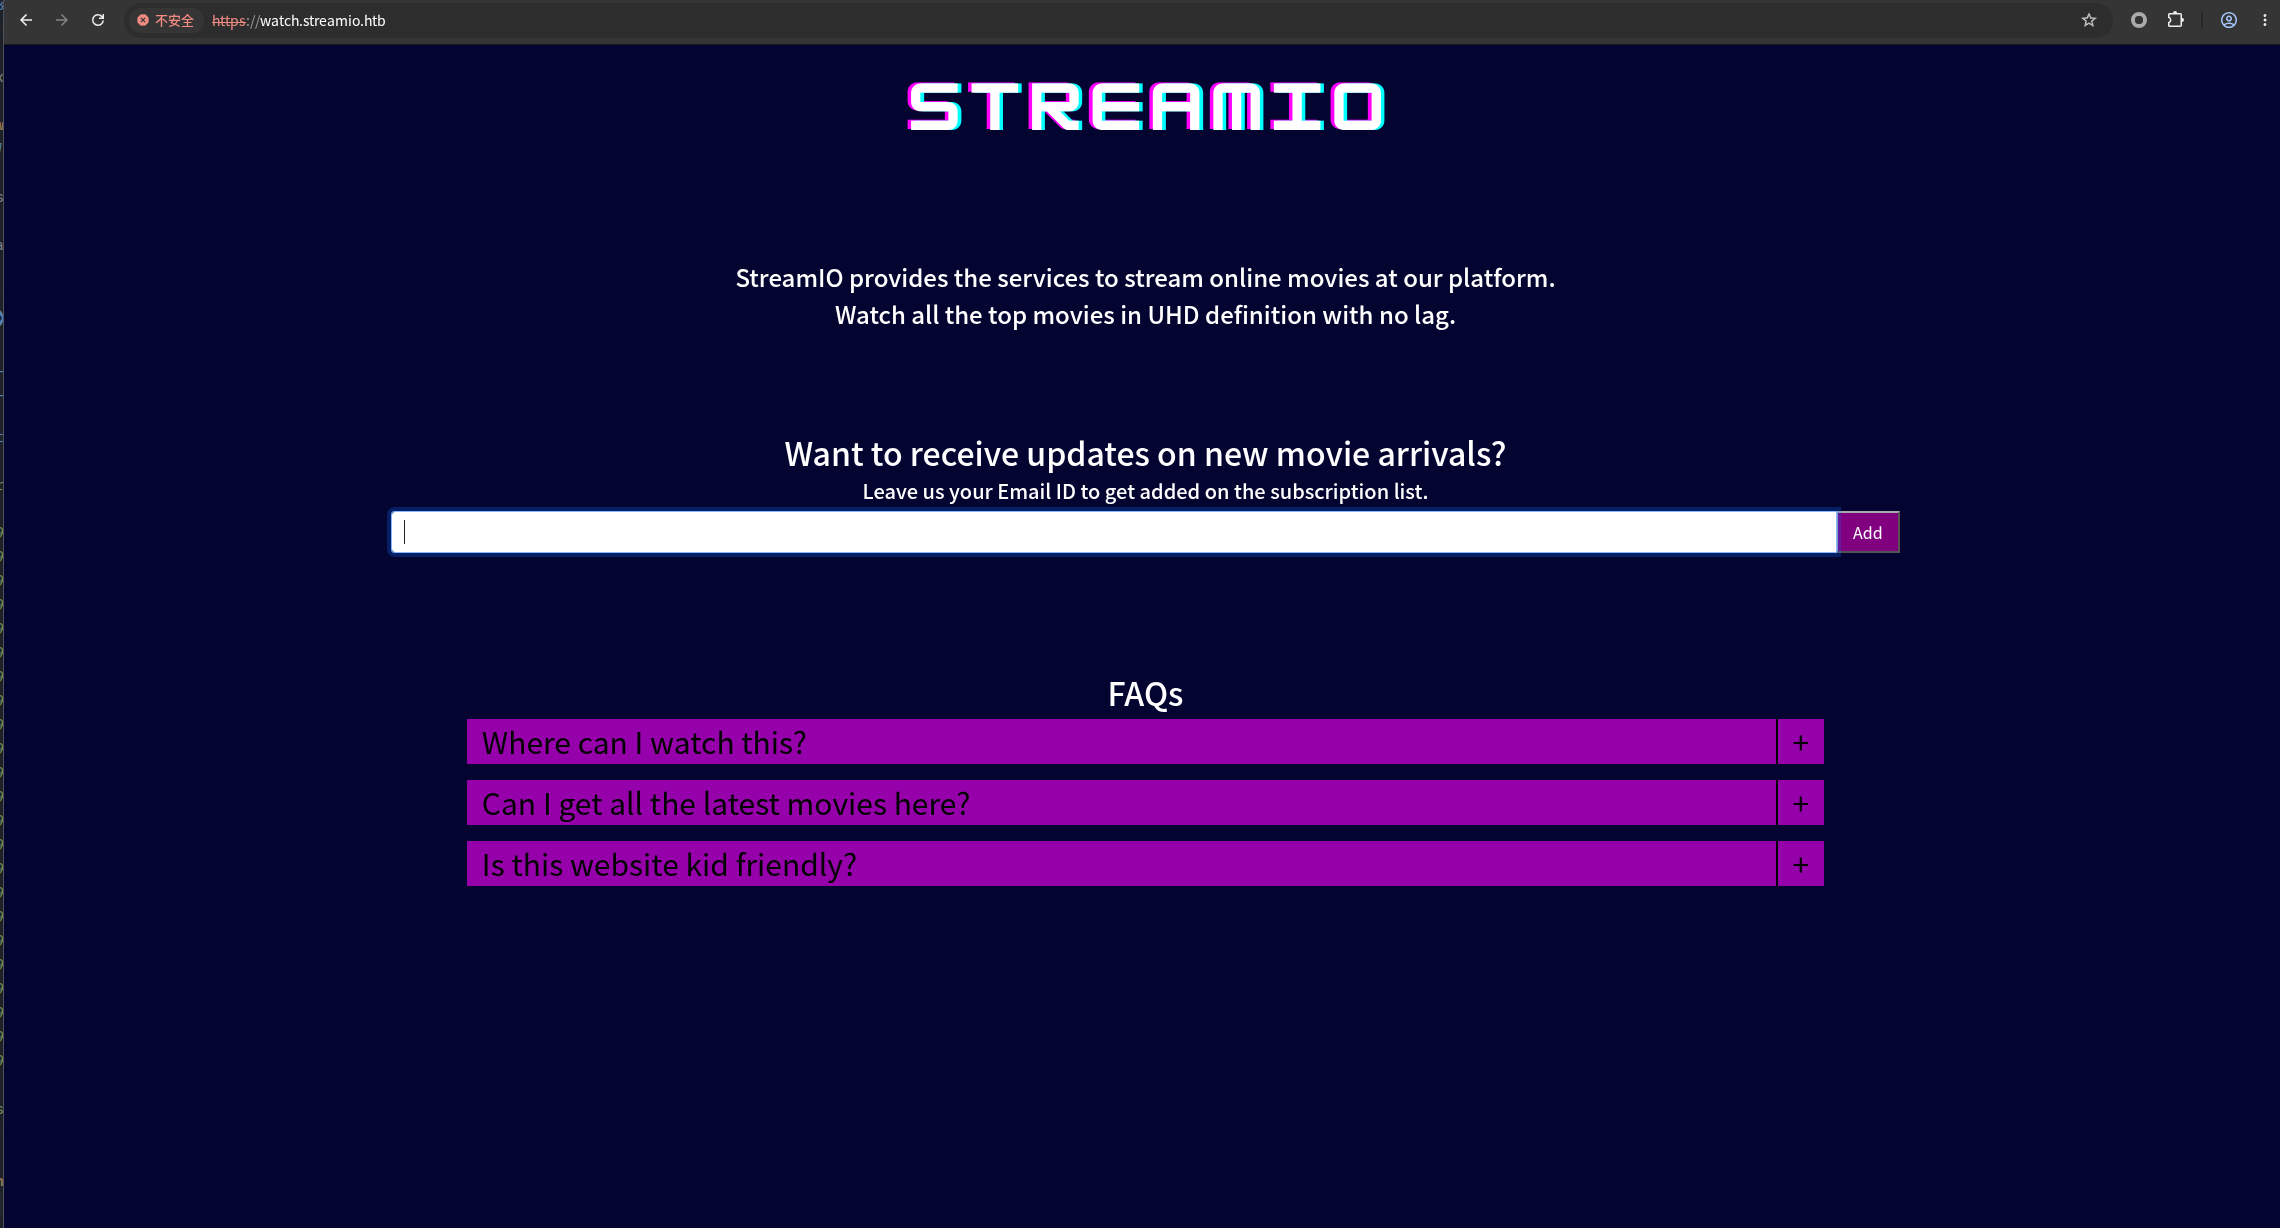 不安全 https://watch.streamio.htb
STREAMIO
StreamIO provides the services to stream online movies at our platform.
Watch all the top movies in UHD definition with no lag.
Want to receive updates on new movie arrivals?
Leave us your Email ID to get added on the subscription list.
Add
FAQs
Where can I watch this? +
Can I get all the latest movies here? +
Is this website kid friendly? +